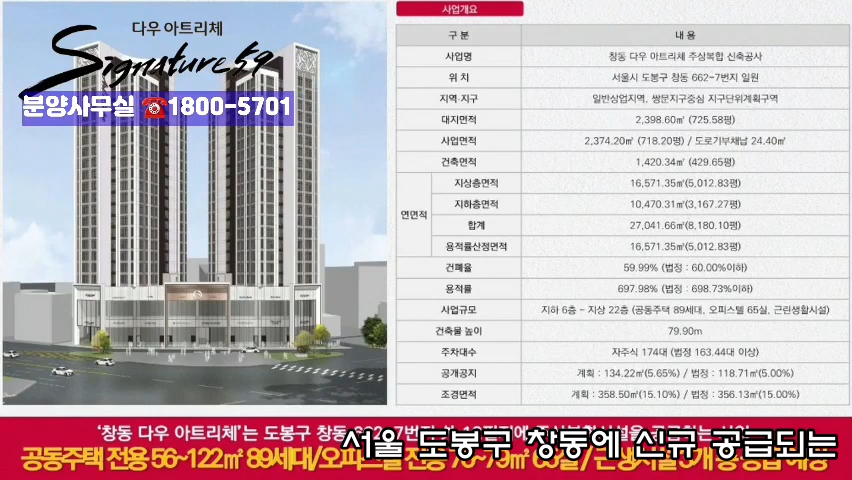 다우 아트리체
Signature 59
분양사무실 ☎1800-5701
사업개요
구 분 내 용
사업명 창동 다우 아트리체 주상복합 신축공사
위 치 서울시 도봉구 창동 662-7번지 일원
지역·지구 일반상업지역, 쌍문지구중심 지구단위계획구역
대지면적 2,398.60㎡ (725.58평)
사업면적 2,374.20㎡ (718.20평) / 도로기부채납 24.40㎡
건축면적 1,420.34㎡ (429.65평)
연면적
지상층면적 16,571.35㎡(5,012.83평)
지하층면적 10,470.31㎡(3,167.27평)
합계 27,041.66㎡(8,180.10평)
용적률산정면적 16,571.35㎡(5,012.83평)
건폐율 59.99% (법정 : 60.00%이하)
용적률 697.98% (법정 : 698.73%이하)
사업규모 지하 6층 - 지상 22층 (공동주택 89세대, 오피스텔 65실, 근린생활시설)
건축물 높이 79.90m
주차대수 자주식 174대 (법정 163.44대 이상)
공개공지 계획 : 134.22㎡(5.65%) / 법정 : 118.71㎡(5.00%)
조경면적 계획 : 358.50㎡(15.10%) / 법정 : 356.13㎡(15.00%)
‘창동 다우 아트리체’는 도봉구 창동
서울 도봉구 창동에 신규 공급되는
공동주택 전용 56~122㎡ 89세대/오피스텔 전용